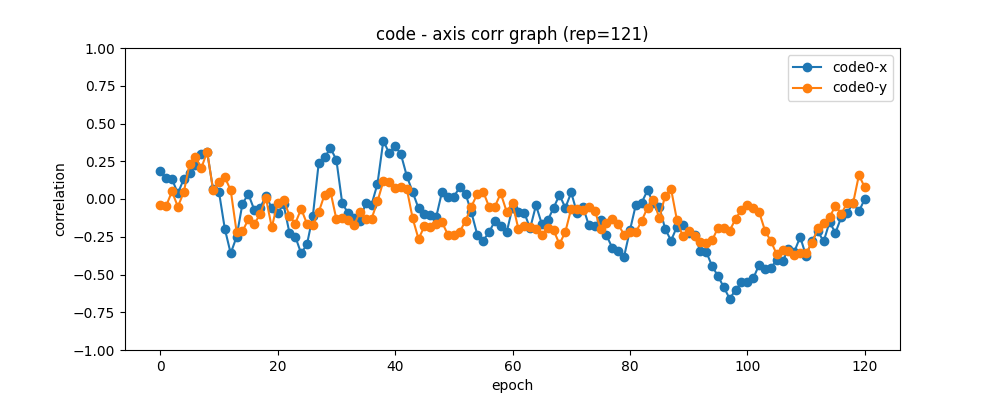 code - axis corr graph (rep=121)
1.00
0.75
0.50
0.25
0.00
−0.25
−0.50
−0.75
−1.00
correlation
code0-x
code0-y
0 20 40 60 80 100 120
epoch